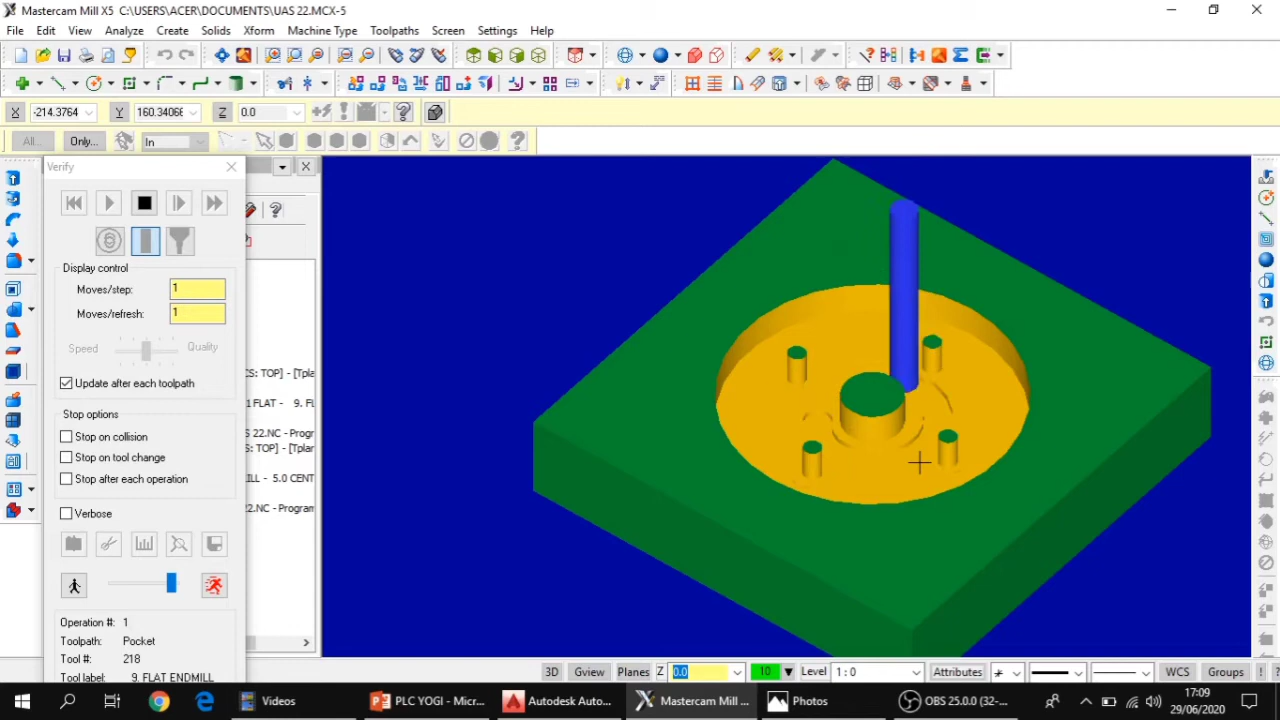 Mastercam Mill X5  C:\USERS\ACER\DOCUMENTS\UAS 22.MCX-5
File Edit View Analyze Create Solids Xform Machine Type Toolpaths Screen Settings Help
X -214.3764 Y 160.34068 Z 0.0
All... Only... In
Verify
Display control
Moves/step: 1
Moves/refresh: 1
Speed Quality
Update after each toolpath
Stop options
Stop on collision
Stop on tool change
Stop after each operation
Verbose
Operation #: 1
Toolpath: Pocket
Tool #: 218
label: 9. FLAT ENDMILL
CS: TOP] - [Tpla
1 FLAT - 9. FL
S 22.NC - Progr
S: TOP] - [Tplan
ILL - 5.0 CENT
22.NC - Program
3D Gview Planes Z 0.0 10 Level 1 : 0 Attributes WCS Groups ! ?
Videos PLC YOGI - Micr... Autodesk Auto... Mastercam Mill ... Photos OBS 25.0.0 (32-... 17:09
29/06/2020